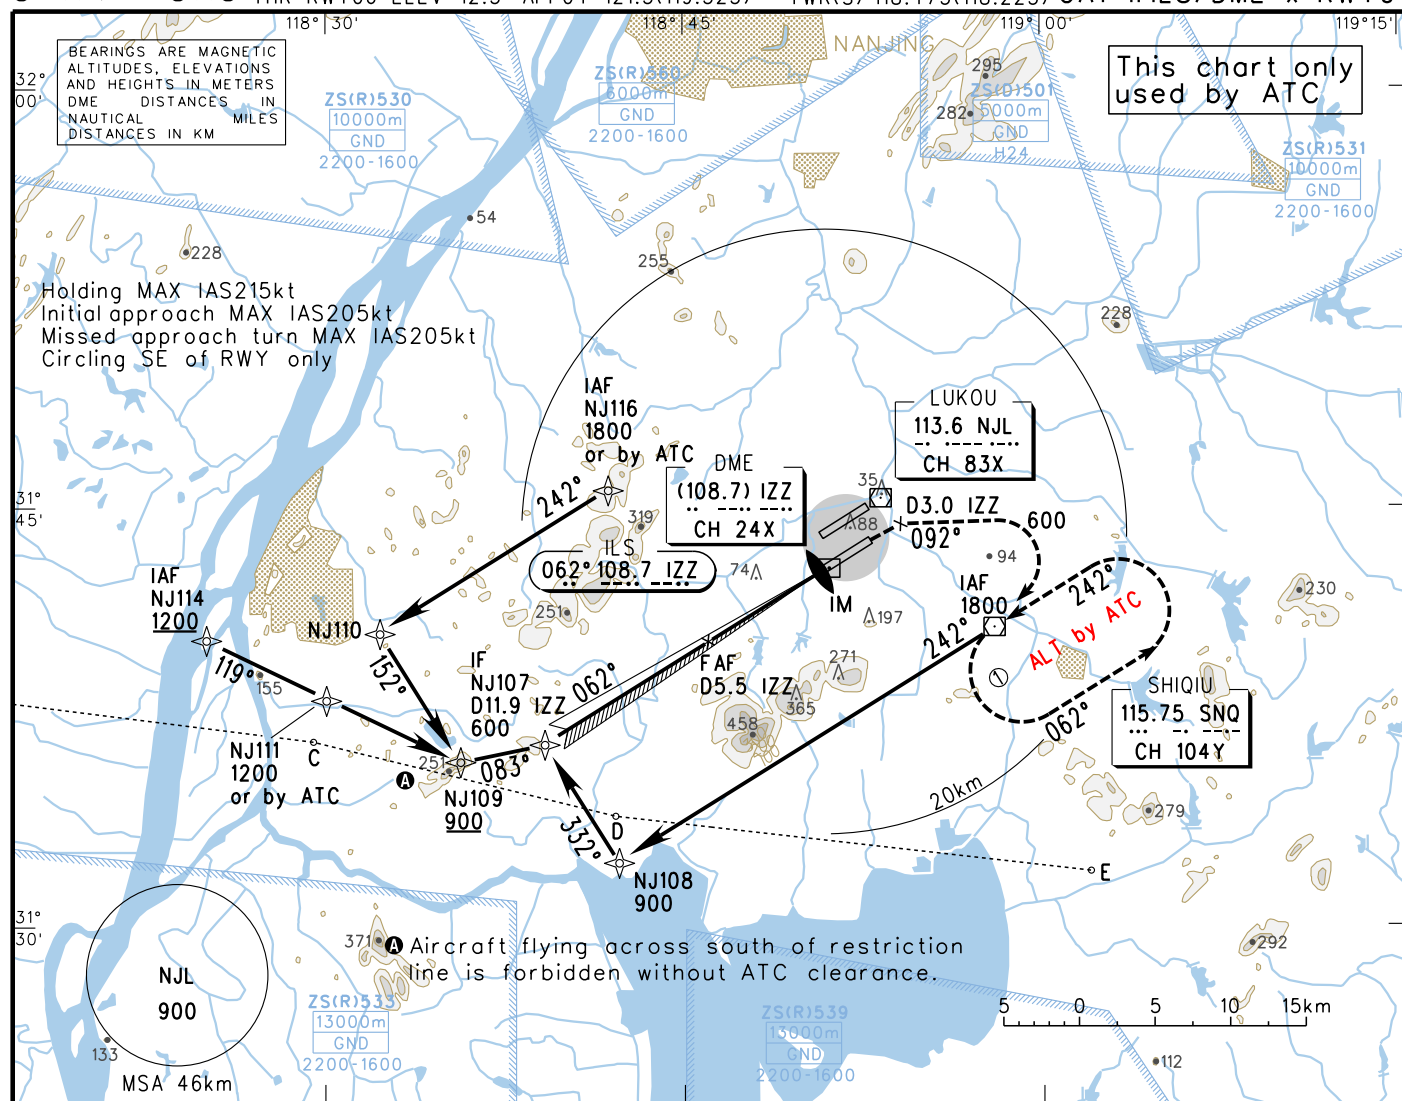 118°30'
118°45'
119°00'
119°15'
BEARINGS ARE MAGNETIC
ALTITUDES, ELEVATIONS
AND HEIGHTS IN METERS
DME DISTANCES IN
NAUTICAL MILES
DISTANCES IN KM
32°
00'
ZS(R)530
10000m
GND
2200-1600
ZS(R)560
6000m
GND
2200-1600
NANJING
295
ZS(D)501
5000m
GND
H24
282
This chart only
used by ATC
ZS(R)531
10000m
GND
2200-1600
54
228
255
228
Holding MAX IAS215kt
Initial approach MAX IAS205kt
Missed approach turn MAX IAS205kt
Circling SE of RWY only
IAF
NJ116
1800
or by ATC
242°
LUKOU
113.6 NJL
CH 83X
DME
(108.7) IZZ
CH 24X
31°
45'
35
D3.0 IZZ
88
092°
600
94
319
ILS
062° 108.7 IZZ
74
251
IM
197
IAF
1800
242°
242°
ALT by ATC
062°
230
IAF
NJ114
1200
NJ110
119°
155
152°
IF
NJ107
D11.9 IZZ
600
062°
FAF
D5.5 IZZ
271
365
458
1
SHIQIU
115.75 SNQ
CH 104Y
NJ111
1200
or by ATC
C
251
A
083°
NJ109
900
332°
D
20km
279
E
NJ108
900
31°
30'
371
A Aircraft flying across south of restriction
line is forbidden without ATC clearance.
292
NJL
900
133
MSA 46km
ZS(R)533
13000m
GND
2200-1600
ZS(R)539
13000m
GND
2200-1600
5 0 5 10 15km
112